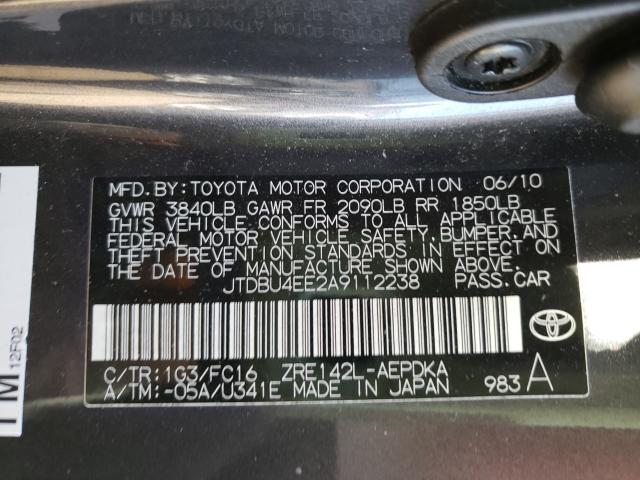 MFD.BY:TOYOTA MOTOR CORPORATION 06/10
GVWR 3840LB GAWR FR 2090LB RR 1850LB
THIS VEHICLE CONFORMS TO ALL APPLICABLE
FEDERAL MOTOR VEHICLE SAFETY,BUMPER,AND
THEFT PREVENTION STANDARDS IN EFFECT ON
THE DATE OF MANUFACTURE SHOWN ABOVE.
JTDBU4EE2A9112238 PASS.CAR
C/TR:1G3/FC16 ZRE142L-AEPDKA
A/TM:-05A/U341E MADE IN JAPAN 983A
12F02